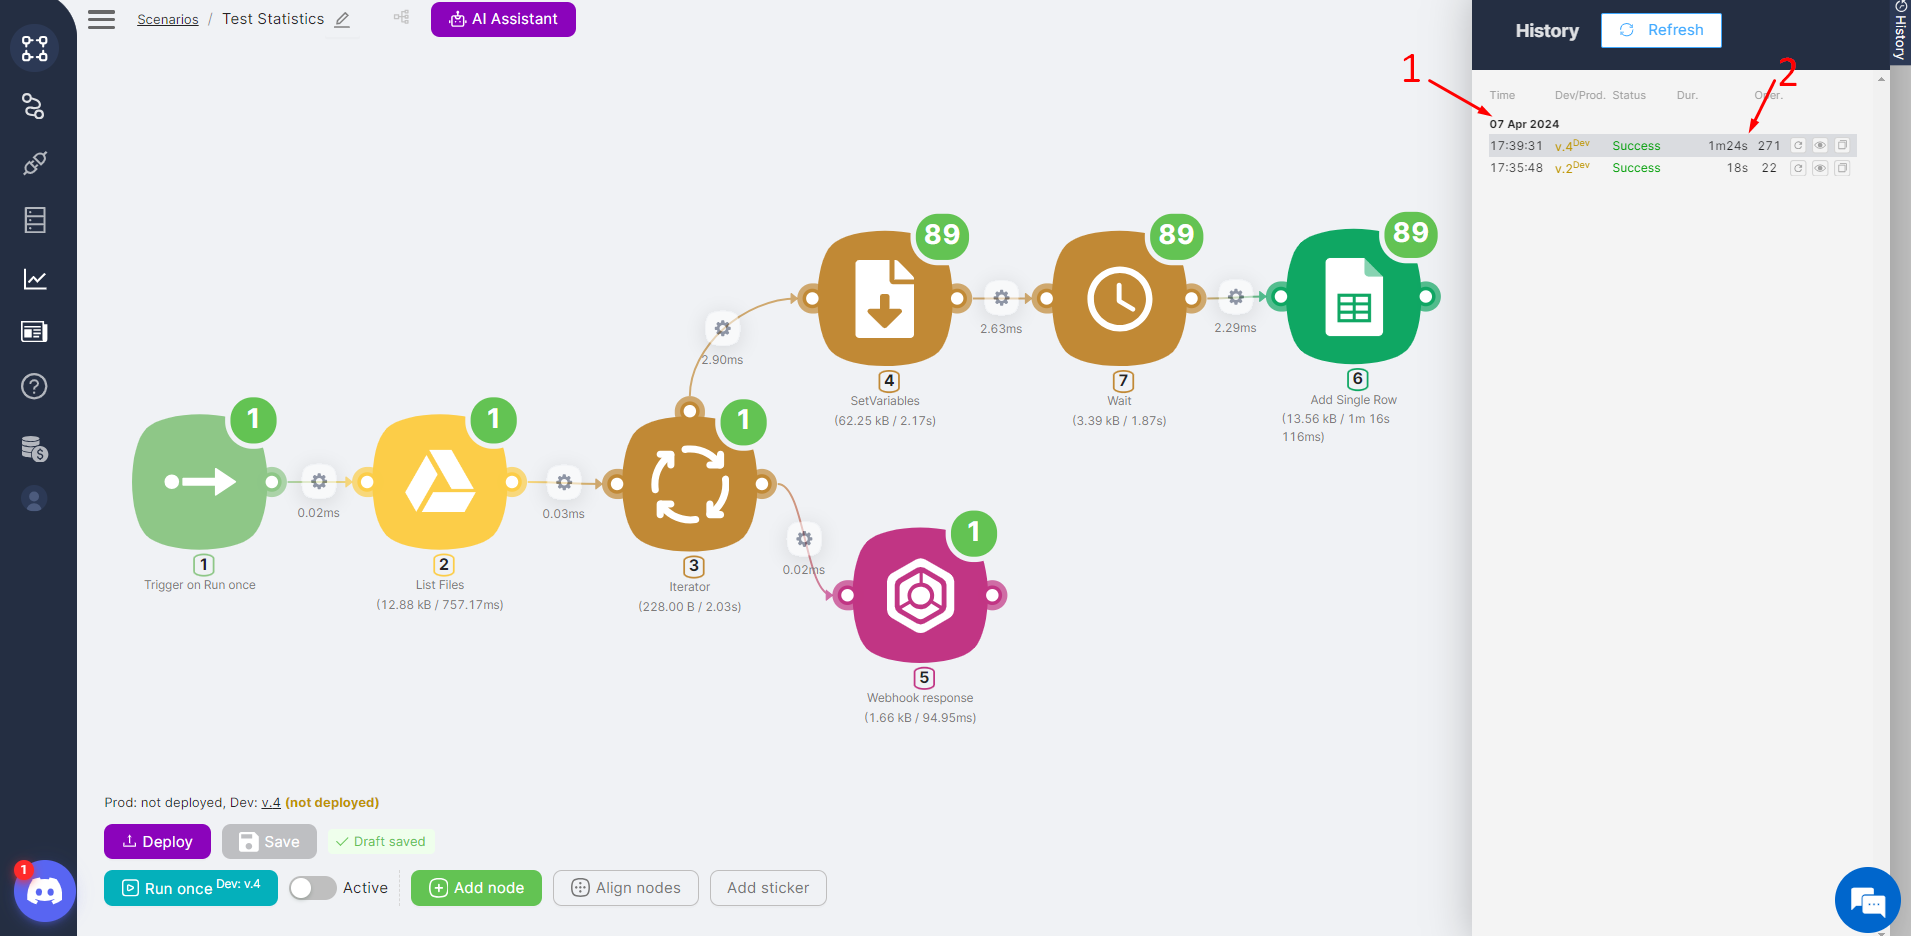 Scenarios / Test Statistics
AI Assistant
History
Refresh
History
1
2
Time Dev/Prod. Status Dur. Oper.
07 Apr 2024
17:39:31 v.4Dev Success 1m24s 271
17:35:48 v.2Dev Success 18s 22
89
89
89
2.90ms
2.63ms
2.29ms
4
SetVariables
(62.25 kB / 2.17s)
7
Wait
(3.39 kB / 1.87s)
6
Add Single Row
(13.56 kB / 1m 16s
116ms)
1
1
1
0.02ms
0.03ms
0.02ms
1
Trigger on Run once
2
List Files
(12.88 kB / 757.17ms)
3
Iterator
(228.00 B / 2.03s)
1
5
Webhook response
(1.66 kB / 94.95ms)
Prod: not deployed, Dev: v.4 (not deployed)
Deploy
Save
Draft saved
1
Run once Dev: v.4
Active
Add node
Align nodes
Add sticker